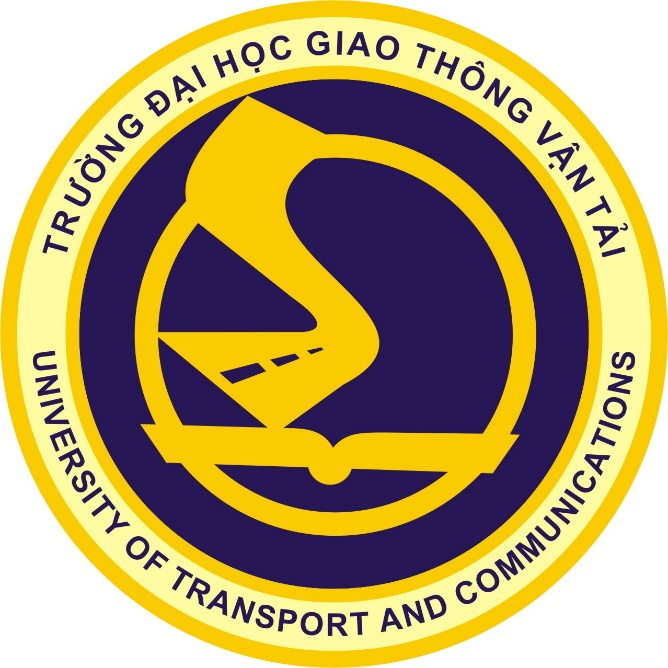 TRƯỜNG ĐẠI HỌC GIAO THÔNG VẬN TẢI
UNIVERSITY OF TRANSPORT AND COMMUNICATIONS